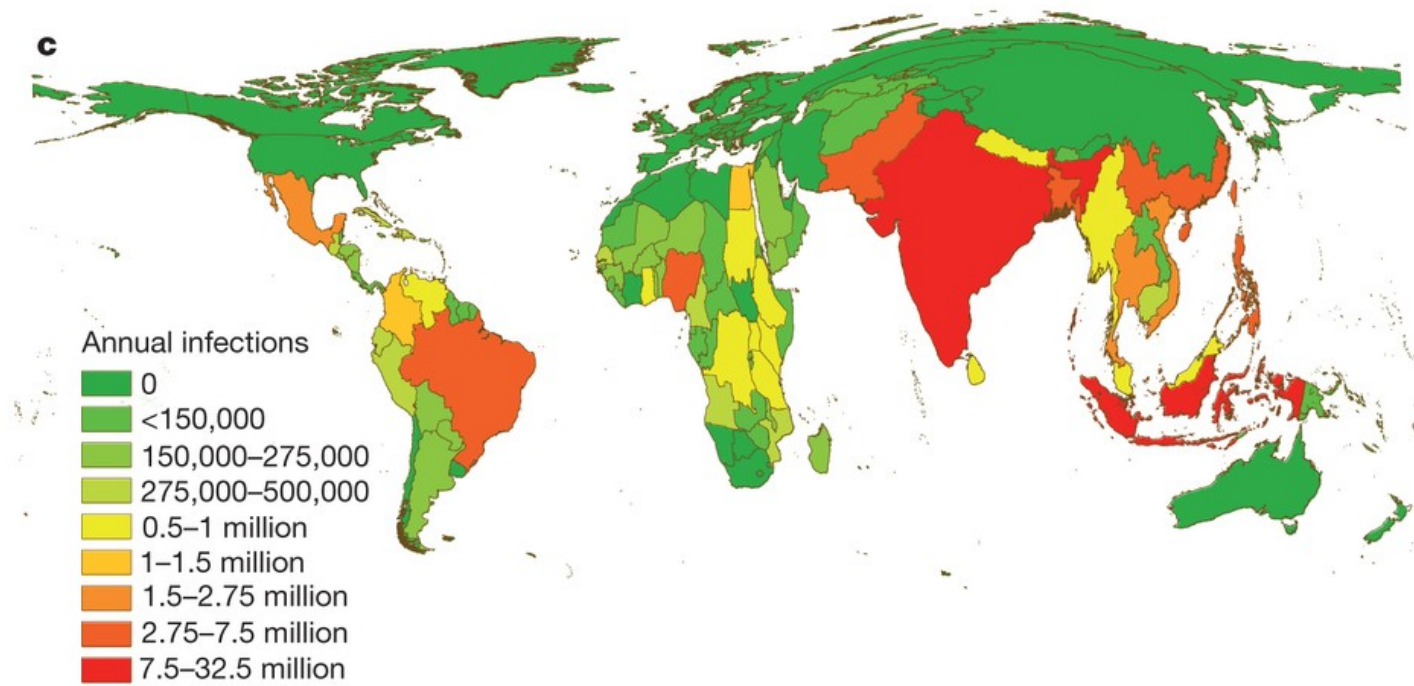 c
Annual infections
0
<150,000
150,000–275,000
275,000–500,000
0.5–1 million
1–1.5 million
1.5–2.75 million
2.75–7.5 million
7.5–32.5 million